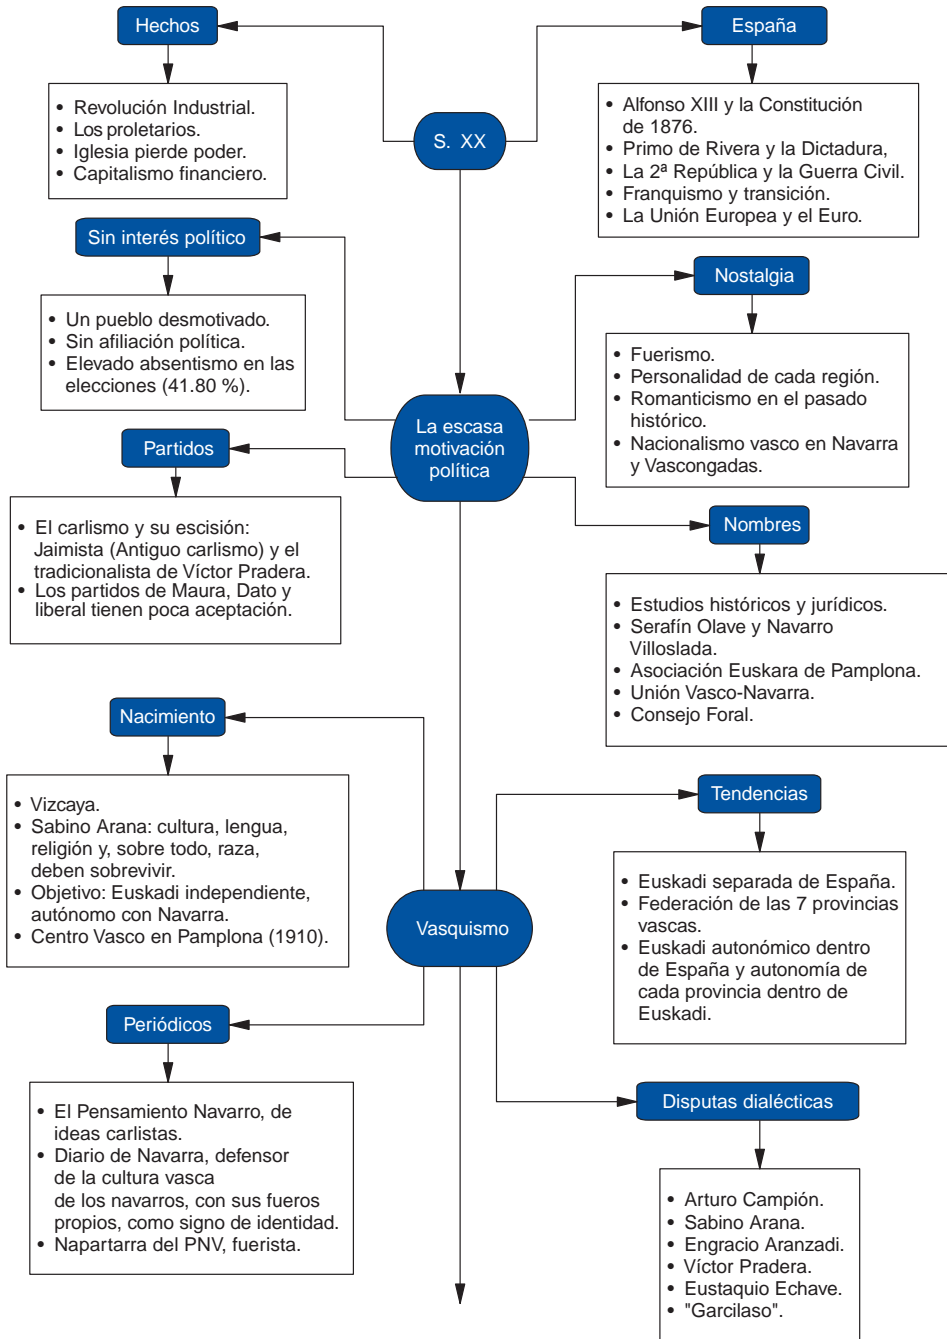 Hechos
• Revolución Industrial.
• Los proletarios.
• Iglesia pierde poder.
• Capitalismo financiero.
S. XX
España
• Alfonso XIII y la Constitución
de 1876.
• Primo de Rivera y la Dictadura,
• La 2ª República y la Guerra Civil.
• Franquismo y transición.
• La Unión Europea y el Euro.
Sin interés político
• Un pueblo desmotivado.
• Sin afiliación política.
• Elevado absentismo en las
elecciones (41.80 %).
Nostalgia
• Fuerismo.
• Personalidad de cada región.
• Romanticismo en el pasado
histórico.
• Nacionalismo vasco en Navarra
y Vascongadas.
La escasa
motivación
política
Partidos
• El carlismo y su escisión:
Jaimista (Antiguo carlismo) y el
tradicionalista de Víctor Pradera.
• Los partidos de Maura, Dato y
liberal tienen poca aceptación.
Nombres
• Estudios históricos y jurídicos.
• Serafín Olave y Navarro
Villoslada.
• Asociación Euskara de Pamplona.
• Unión Vasco-Navarra.
• Consejo Foral.
Nacimiento
• Vizcaya.
• Sabino Arana: cultura, lengua,
religión y, sobre todo, raza,
deben sobrevivir.
• Objetivo: Euskadi independiente,
autónomo con Navarra.
• Centro Vasco en Pamplona (1910).
Vasquismo
Tendencias
• Euskadi separada de España.
• Federación de las 7 provincias
vascas.
• Euskadi autonómico dentro
de España y autonomía de
cada provincia dentro de
Euskadi.
Periódicos
• El Pensamiento Navarro, de
ideas carlistas.
• Diario de Navarra, defensor
de la cultura vasca
de los navarros, con sus fueros
propios, como signo de identidad.
• Napartarra del PNV, fuerista.
Disputas dialécticas
• Arturo Campión.
• Sabino Arana.
• Engracio Aranzadi.
• Víctor Pradera.
• Eustaquio Echave.
• "Garcilaso".